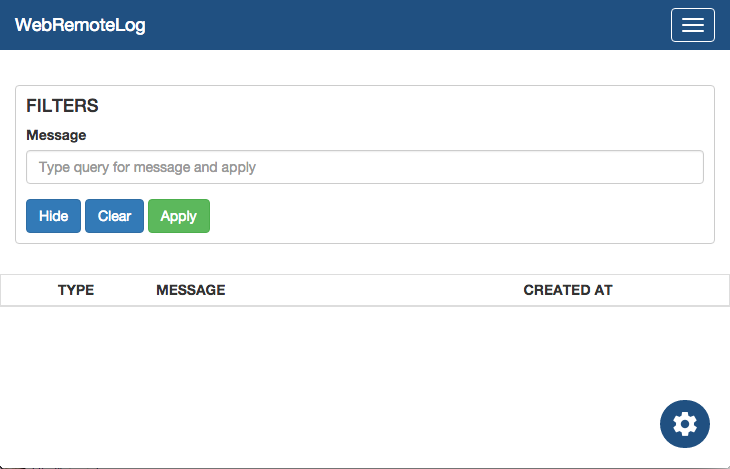 WebRemoteLog
FILTERS
Message
Type query for message and apply
Hide Clear Apply
TYPE MESSAGE CREATED AT